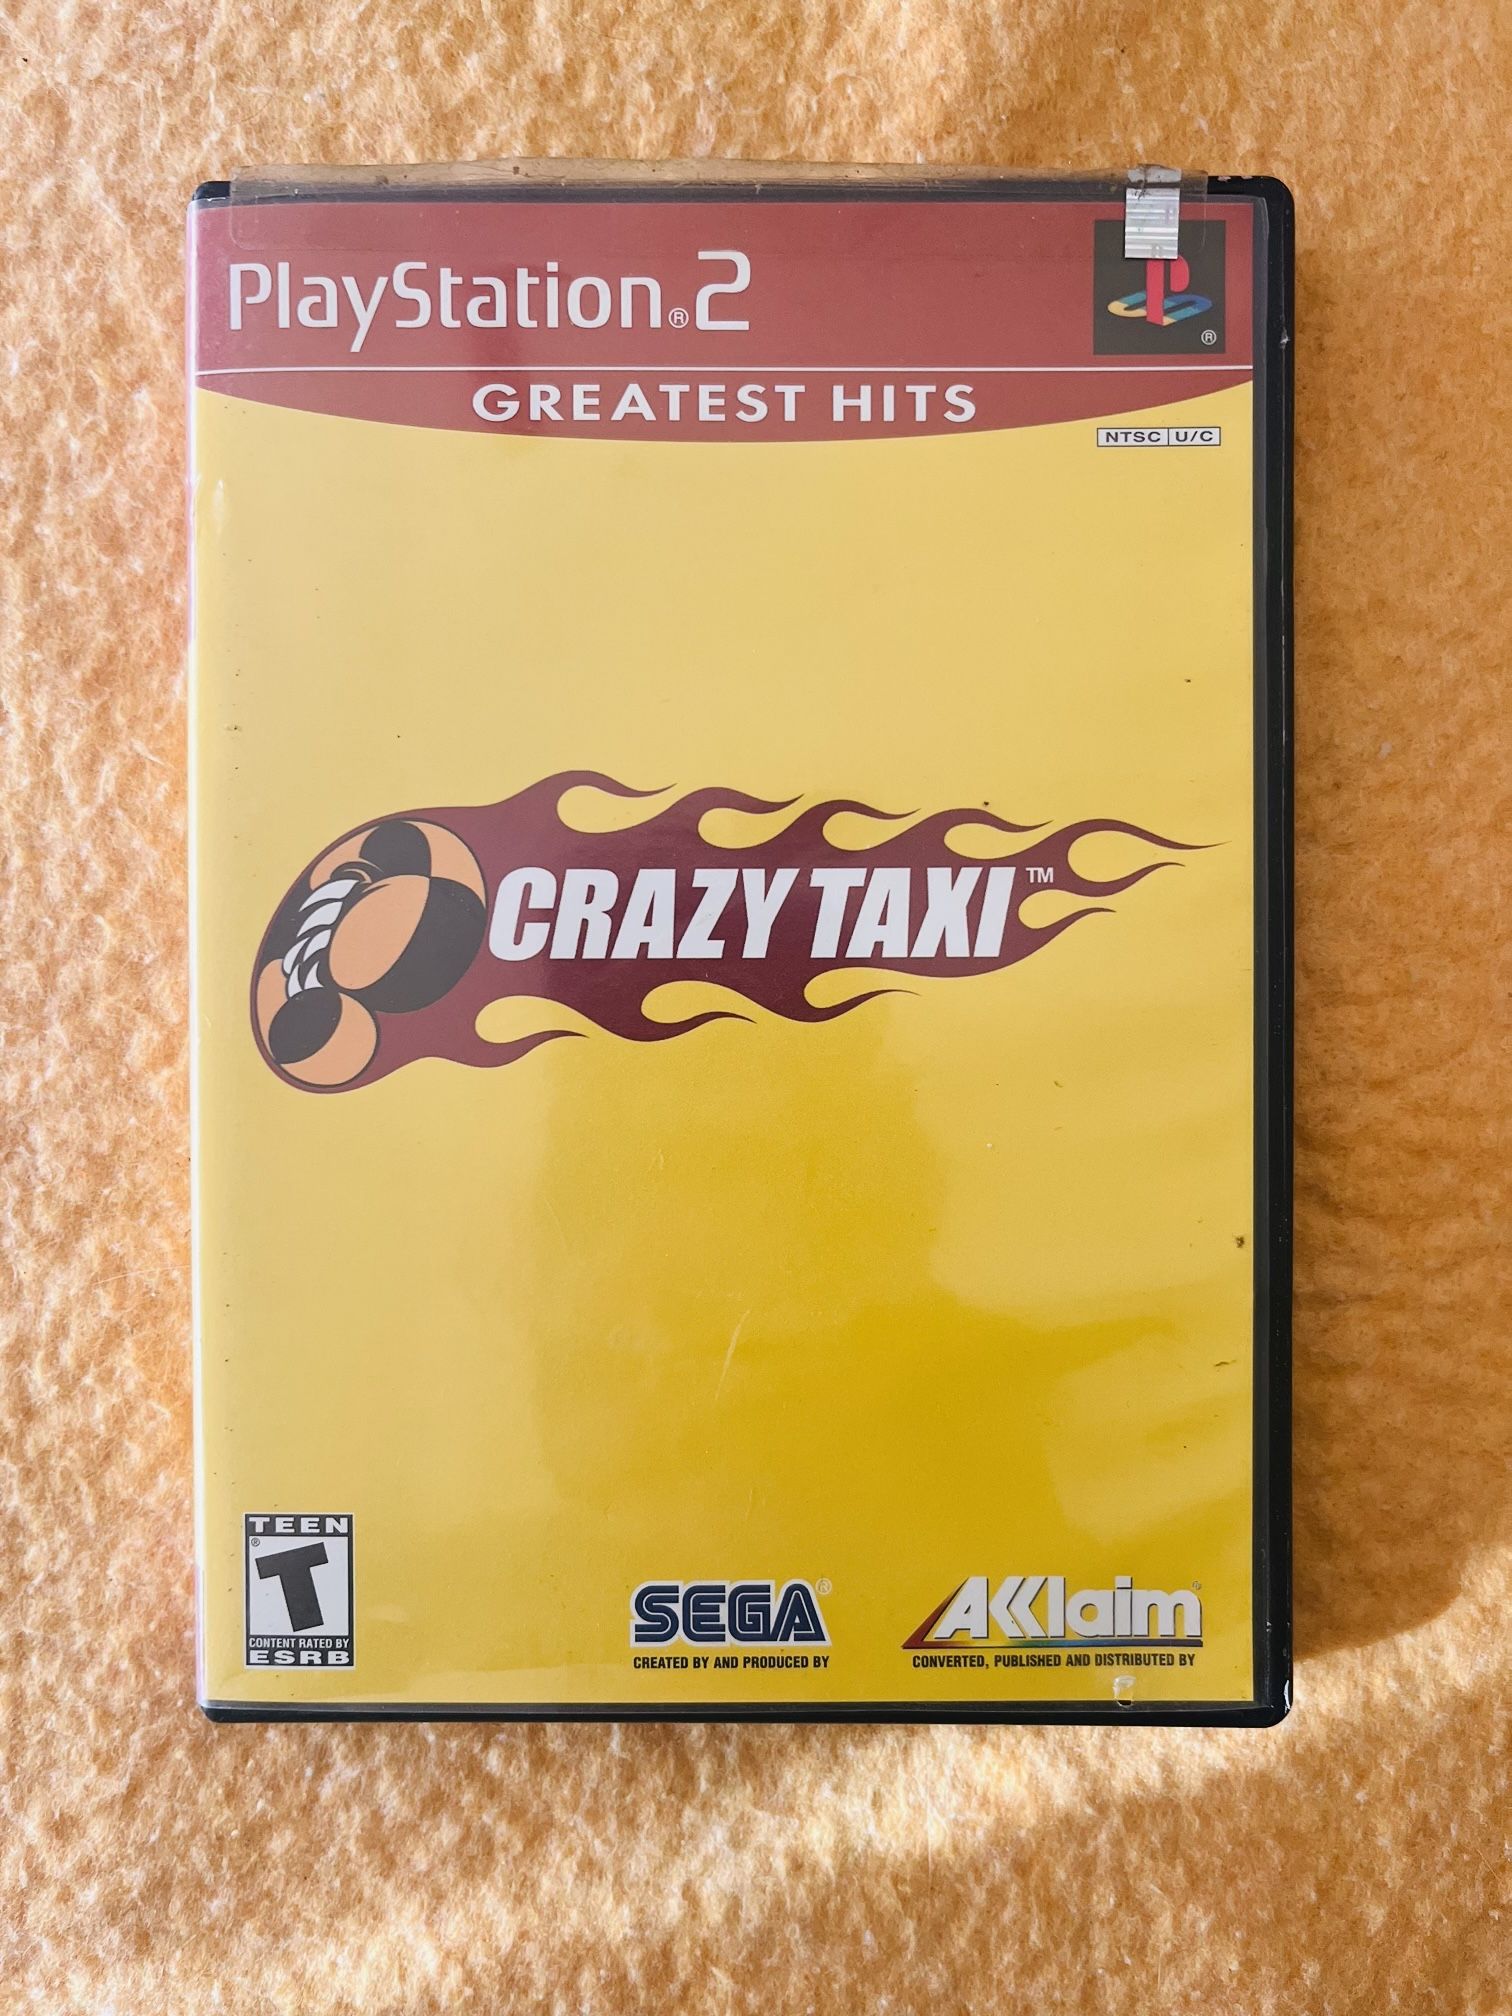 PlayStation®2
®
GREATEST HITS
NTSC U/C
CRAZY TAXI™
TEEN
®
T
CONTENT RATED BY
ESRB
SEGA®
CREATED BY AND PRODUCED BY
AKKlaim®
CONVERTED, PUBLISHED AND DISTRIBUTED BY